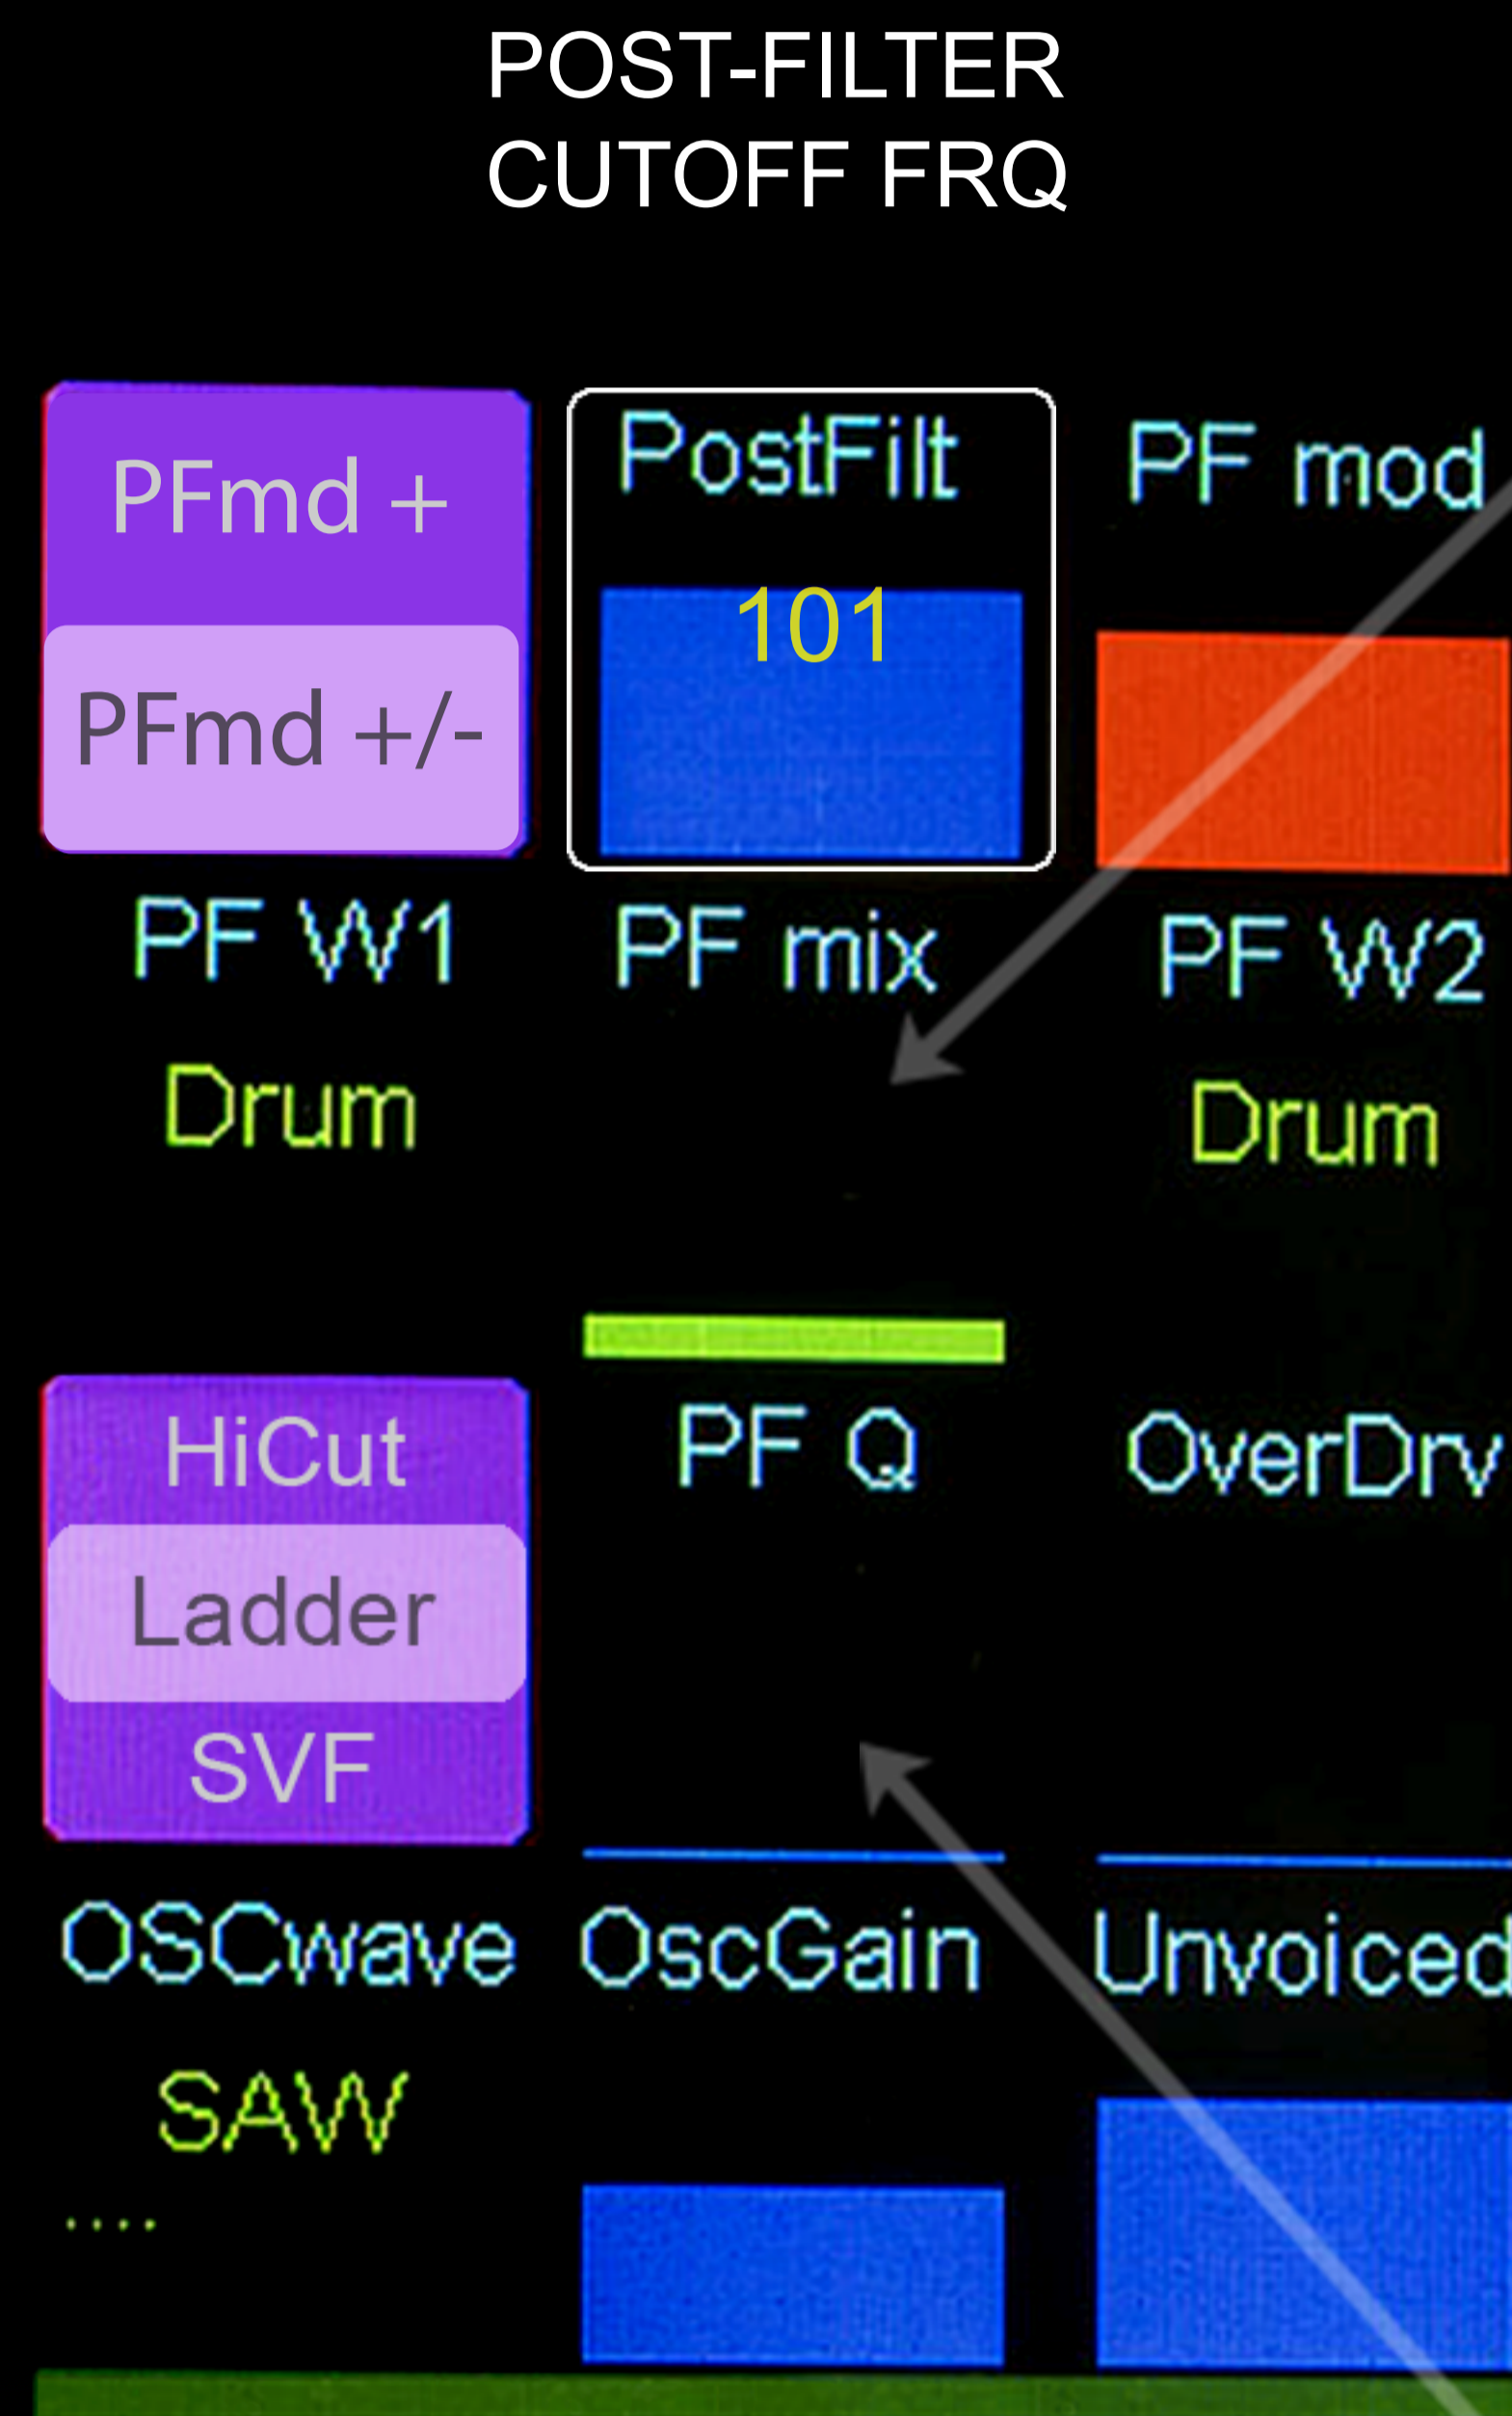 POST-FILTER
CUTOFF FRQ
PFmd +
PFmd +/-
PostFilt
101
PF mod
PF W1
Drum
PF mix
PF W2
Drum
HiCut
Ladder
SVF
PF Q
OverDrv
OSCwave
SAW
....
OscGain
Unvoiced